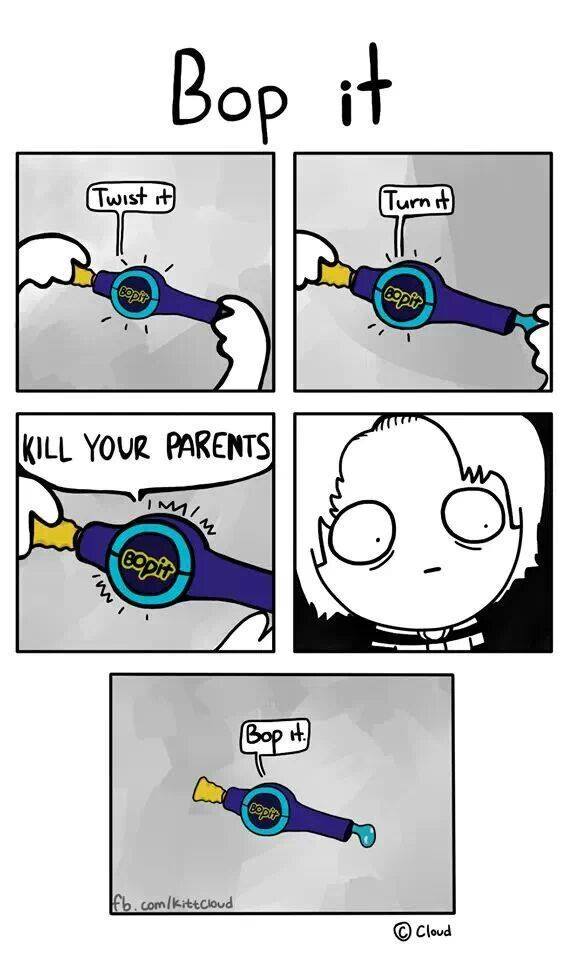 Bop it
Twist it
Bopit
Turn it
Bopit
KILL YOUR PARENTS
Bopit
Bop it.
Bopit
fb.com/kittcloud
© Cloud